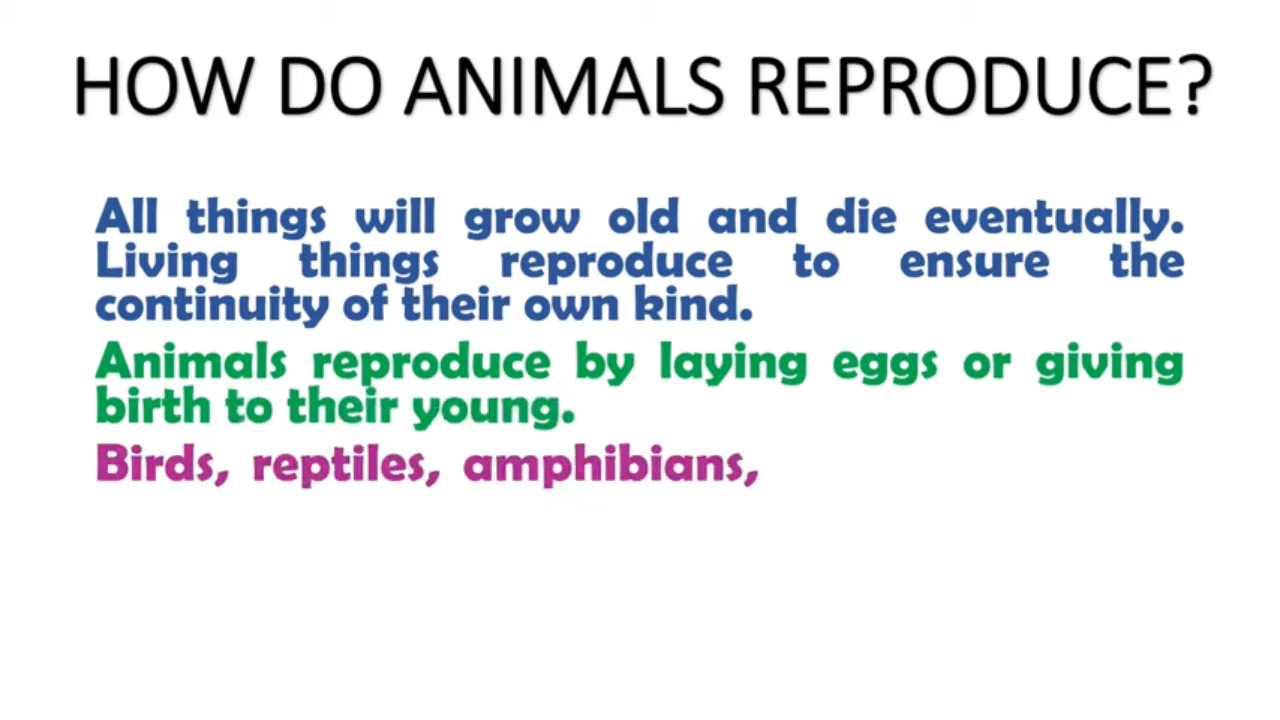 HOW DO ANIMALS REPRODUCE?
All things will grow old and die eventually.
Living things reproduce to ensure the
continuity of their own kind.
Animals reproduce by laying eggs or giving
birth to their young.
Birds, reptiles, amphibians,